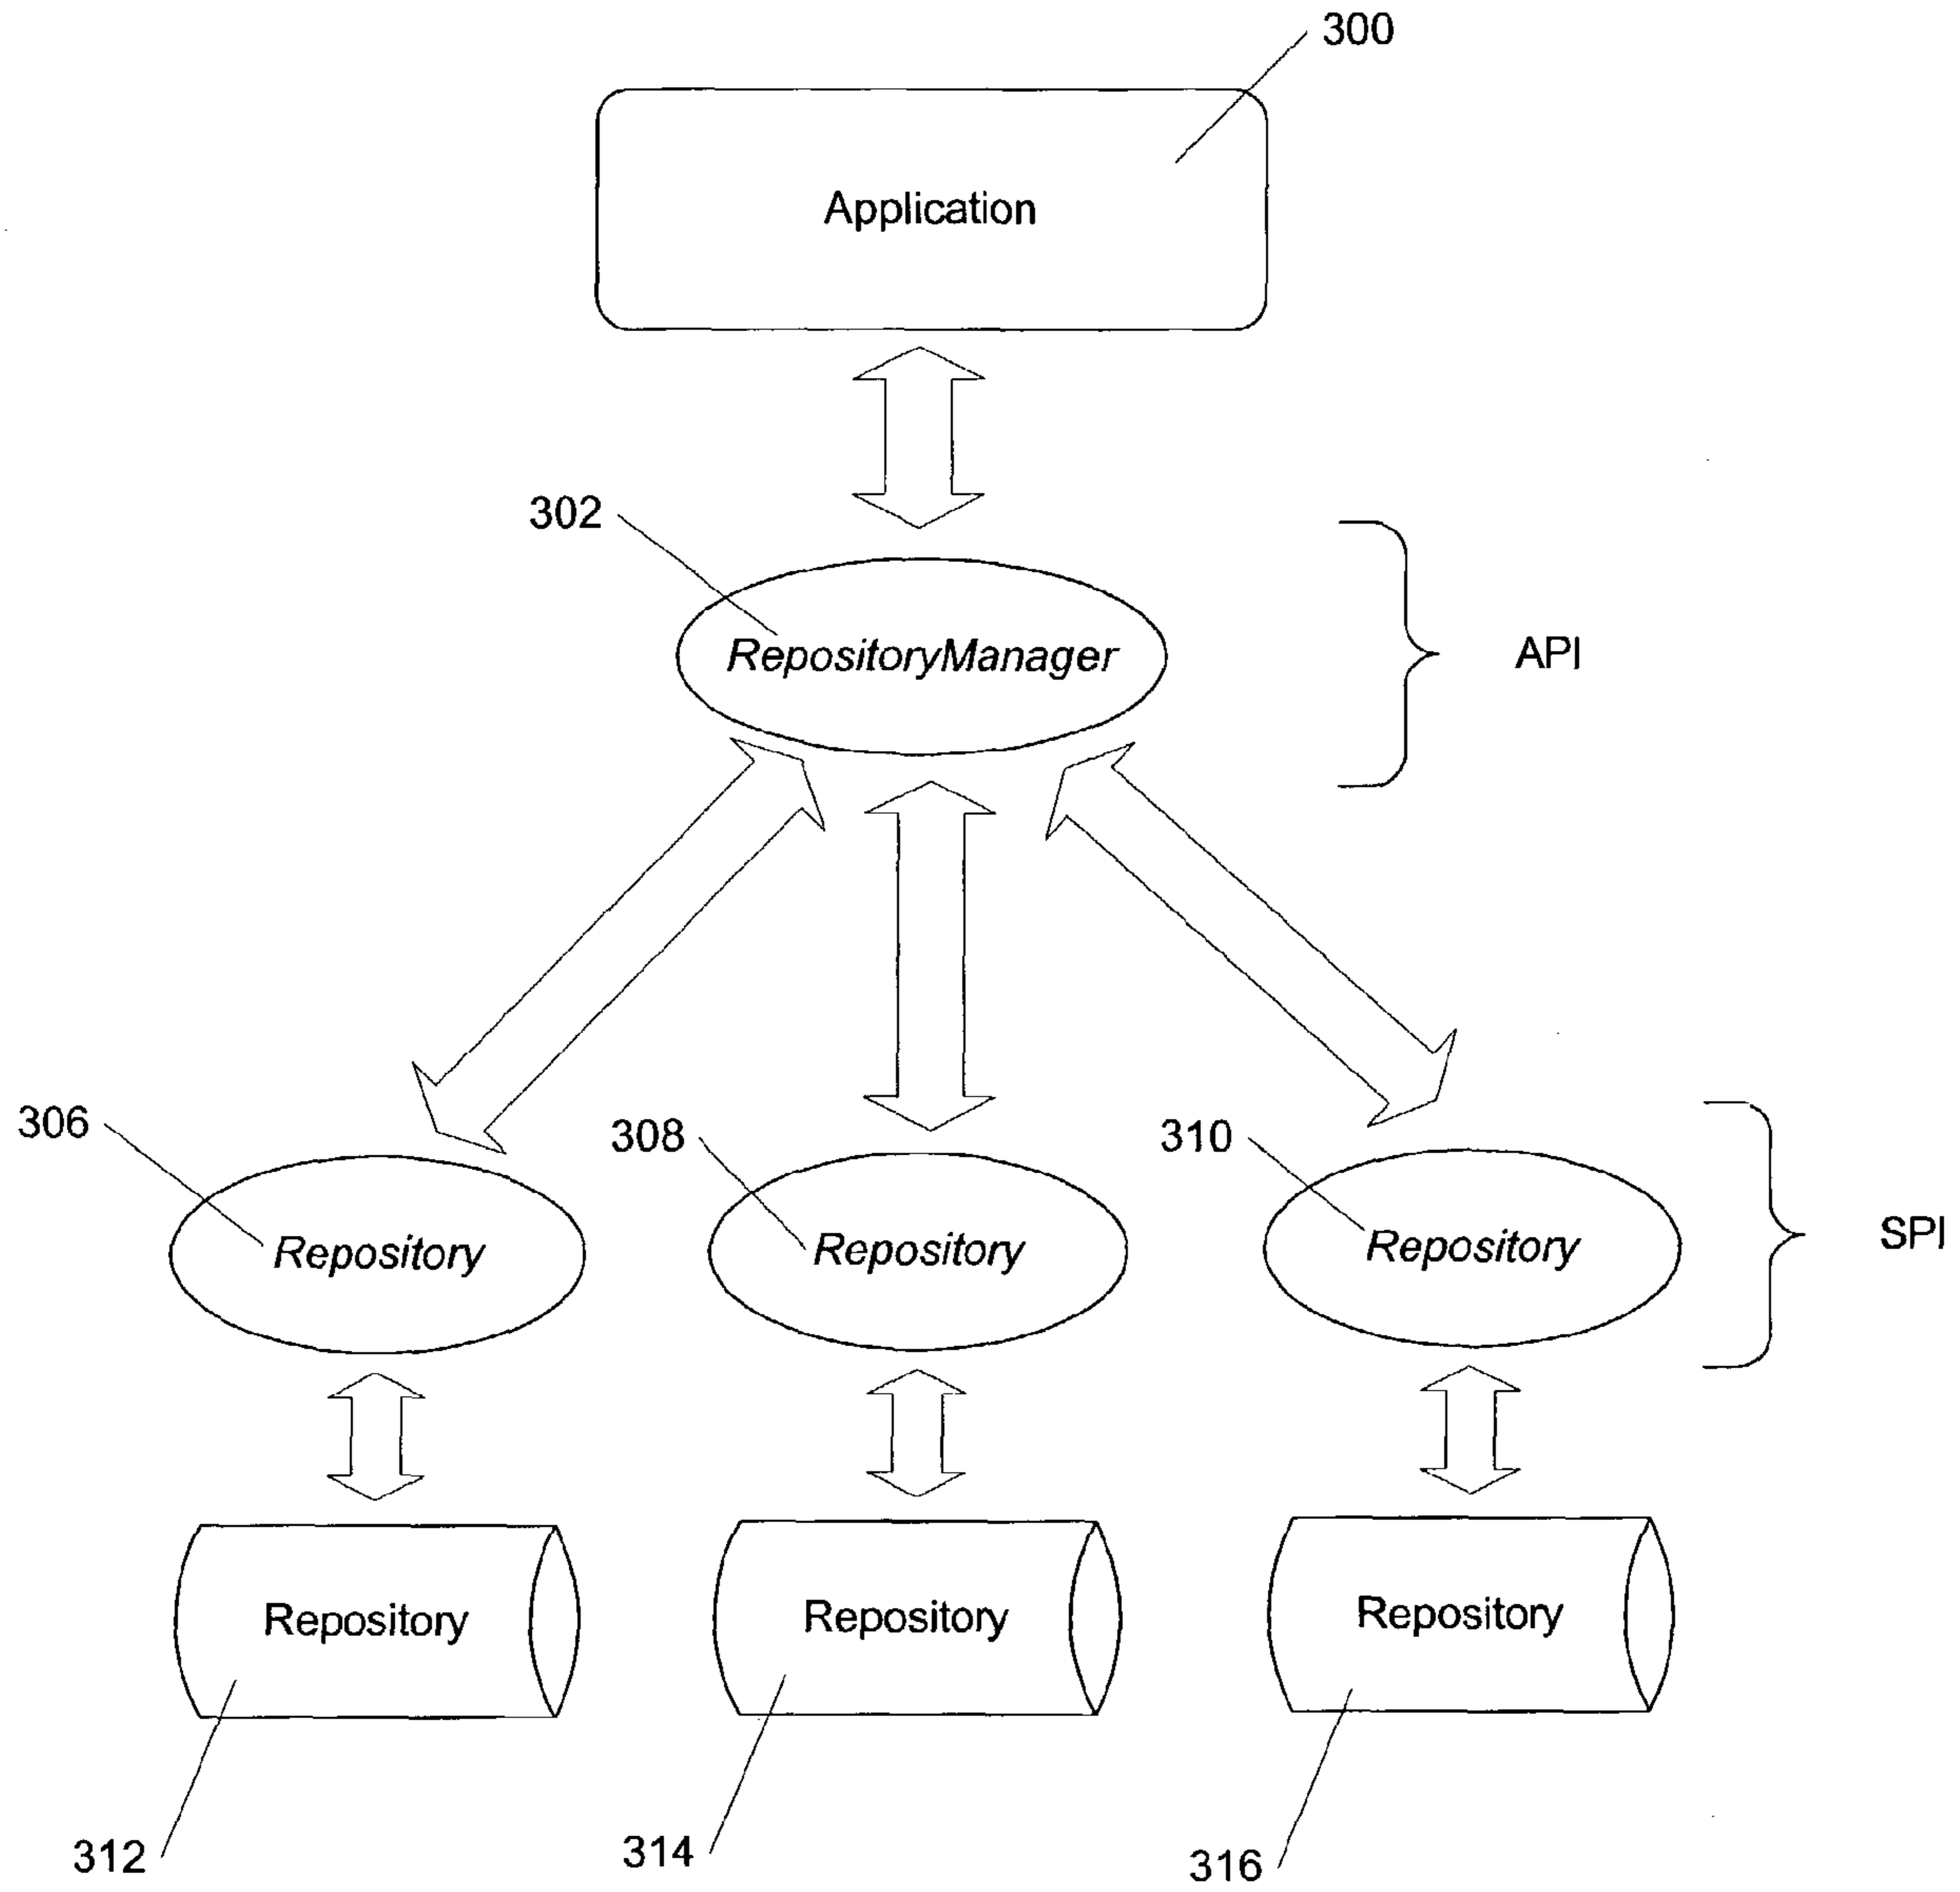 300
Application
302
RepositoryManager
API
306
308
310
Repository
Repository
Repository
SPI
Repository
Repository
Repository
312
314
316